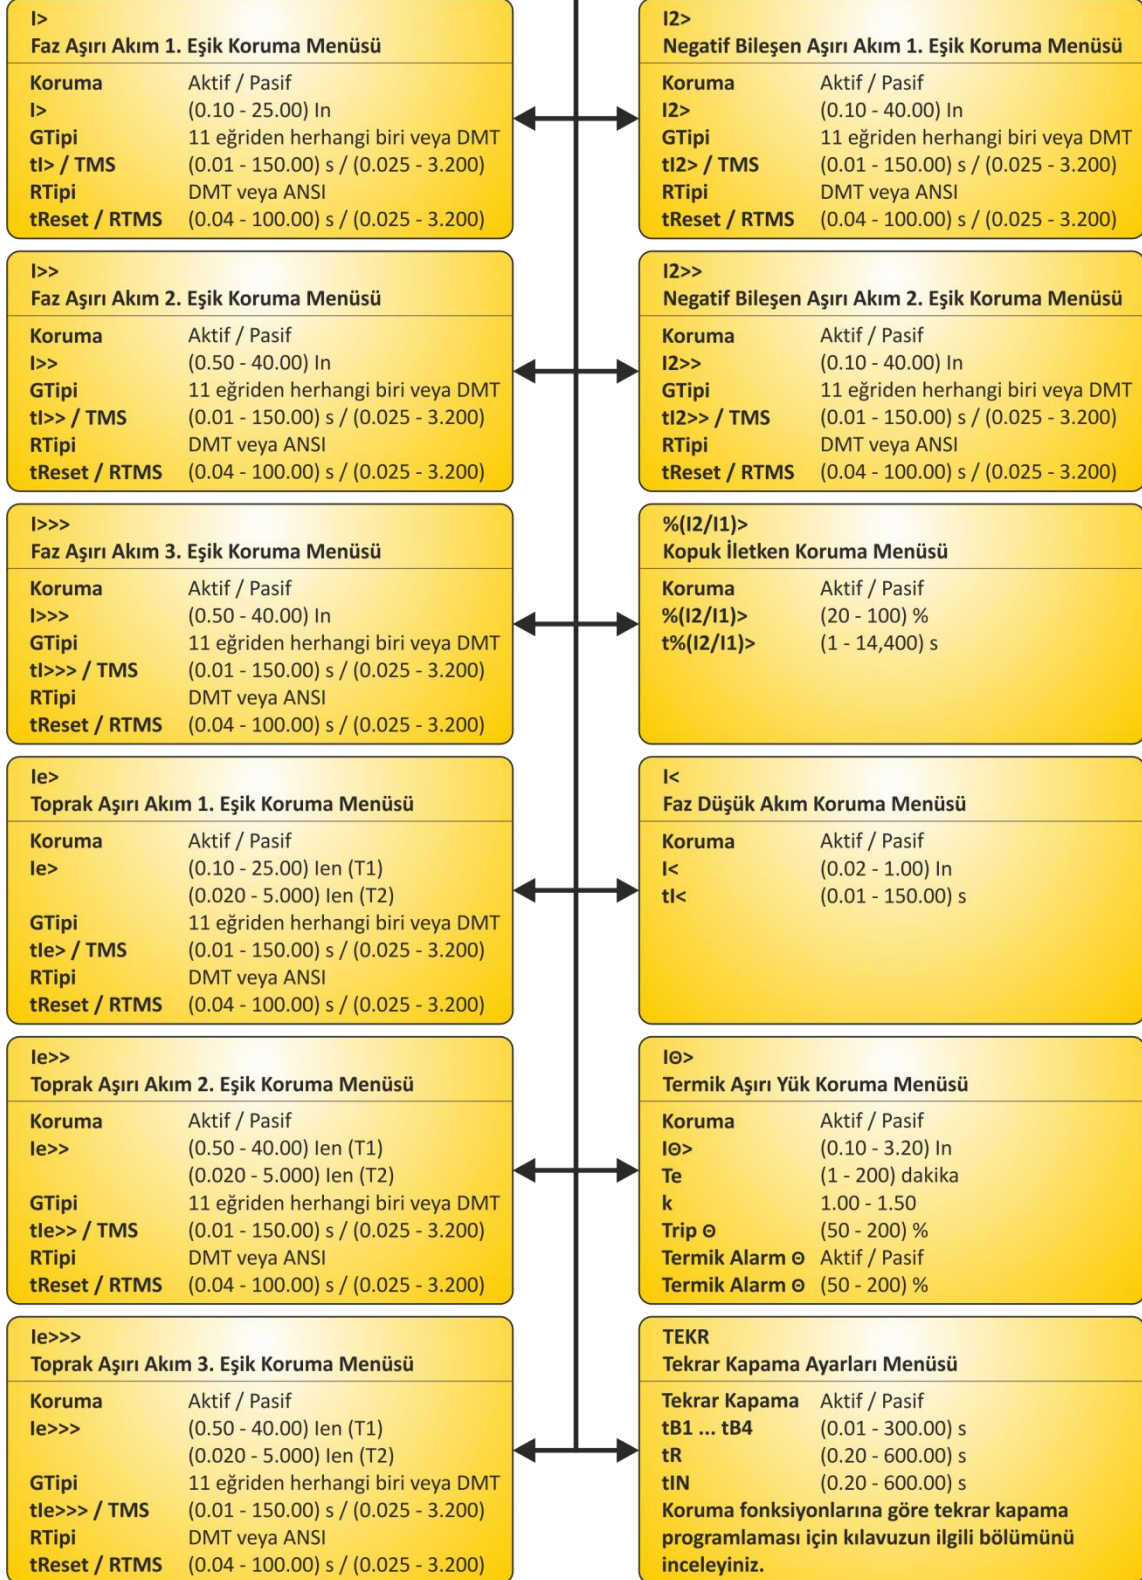 I>
Faz Aşırı Akım 1. Eşik Koruma Menüsü
Koruma Aktif / Pasif
I> (0.10 - 25.00) In
GTipi 11 eğriden herhangi biri veya DMT
tI> / TMS (0.01 - 150.00) s / (0.025 - 3.200)
RTipi DMT veya ANSI
tReset / RTMS (0.04 - 100.00) s / (0.025 - 3.200)
I>>
Faz Aşırı Akım 2. Eşik Koruma Menüsü
Koruma Aktif / Pasif
I>> (0.50 - 40.00) In
GTipi 11 eğriden herhangi biri veya DMT
tI>> / TMS (0.01 - 150.00) s / (0.025 - 3.200)
RTipi DMT veya ANSI
tReset / RTMS (0.04 - 100.00) s / (0.025 - 3.200)
I>>>
Faz Aşırı Akım 3. Eşik Koruma Menüsü
Koruma Aktif / Pasif
I>>> (0.50 - 40.00) In
GTipi 11 eğriden herhangi biri veya DMT
tI>>> / TMS (0.01 - 150.00) s / (0.025 - 3.200)
RTipi DMT veya ANSI
tReset / RTMS (0.04 - 100.00) s / (0.025 - 3.200)
Ie>
Toprak Aşırı Akım 1. Eşik Koruma Menüsü
Koruma Aktif / Pasif
Ie> (0.10 - 25.00) Ien (T1)
(0.020 - 5.000) Ien (T2)
GTipi 11 eğriden herhangi biri veya DMT
tIe> / TMS (0.01 - 150.00) s / (0.025 - 3.200)
RTipi DMT veya ANSI
tReset / RTMS (0.04 - 100.00) s / (0.025 - 3.200)
Ie>>
Toprak Aşırı Akım 2. Eşik Koruma Menüsü
Koruma Aktif / Pasif
Ie>> (0.50 - 40.00) Ien (T1)
(0.020 - 5.000) Ien (T2)
GTipi 11 eğriden herhangi biri veya DMT
tIe>> / TMS (0.01 - 150.00) s / (0.025 - 3.200)
RTipi DMT veya ANSI
tReset / RTMS (0.04 - 100.00) s / (0.025 - 3.200)
Ie>>>
Toprak Aşırı Akım 3. Eşik Koruma Menüsü
Koruma Aktif / Pasif
Ie>>> (0.50 - 40.00) Ien (T1)
(0.020 - 5.000) Ien (T2)
GTipi 11 eğriden herhangi biri veya DMT
tIe>>> / TMS (0.01 - 150.00) s / (0.025 - 3.200)
RTipi DMT veya ANSI
tReset / RTMS (0.04 - 100.00) s / (0.025 - 3.200)
I2>
Negatif Bileşen Aşırı Akım 1. Eşik Koruma Menüsü
Koruma Aktif / Pasif
I2> (0.10 - 40.00) In
GTipi 11 eğriden herhangi biri veya DMT
tI2> / TMS (0.01 - 150.00) s / (0.025 - 3.200)
RTipi DMT veya ANSI
tReset / RTMS (0.04 - 100.00) s / (0.025 - 3.200)
I2>>
Negatif Bileşen Aşırı Akım 2. Eşik Koruma Menüsü
Koruma Aktif / Pasif
I2>> (0.10 - 40.00) In
GTipi 11 eğriden herhangi biri veya DMT
tI2>> / TMS (0.01 - 150.00) s / (0.025 - 3.200)
RTipi DMT veya ANSI
tReset / RTMS (0.04 - 100.00) s / (0.025 - 3.200)
%(I2/I1)>
Kopuk İletken Koruma Menüsü
Koruma Aktif / Pasif
%(I2/I1)> (20 - 100) %
t%(I2/I1)> (1 - 14,400) s
I<
Faz Düşük Akım Koruma Menüsü
Koruma Aktif / Pasif
I< (0.02 - 1.00) In
tI< (0.01 - 150.00) s
IΘ>
Termik Aşırı Yük Koruma Menüsü
Koruma Aktif / Pasif
IΘ> (0.10 - 3.20) In
Te (1 - 200) dakika
k 1.00 - 1.50
Trip Θ (50 - 200) %
Termik Alarm Θ Aktif / Pasif
Termik Alarm Θ (50 - 200) %
TEKR
Tekrar Kapama Ayarları Menüsü
Tekrar Kapama Aktif / Pasif
tB1 ... tB4 (0.01 - 300.00) s
tR (0.20 - 600.00) s
tIN (0.20 - 600.00) s
Koruma fonksiyonlarına göre tekrar kapama
programlaması için kılavuzun ilgili bölümünü
inceleyiniz.